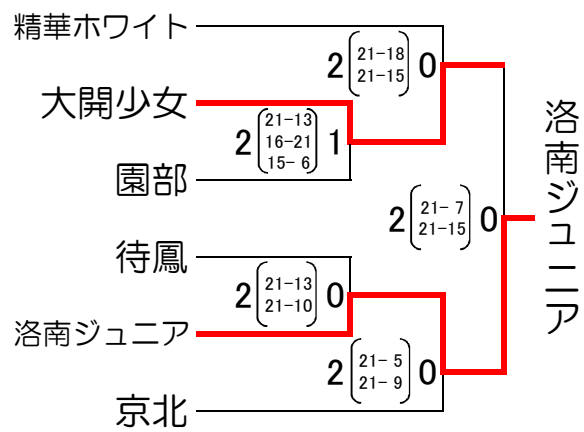 精華ホワイト
2 21-18 0
21-15
大開少女
2 21-13 1
16-21
15- 6
園部
2 21- 7 0
21-15
洛南ジュニア
待鳳
2 21-13 0
21-10
洛南ジュニア
2 21- 5 0
21- 9
京北